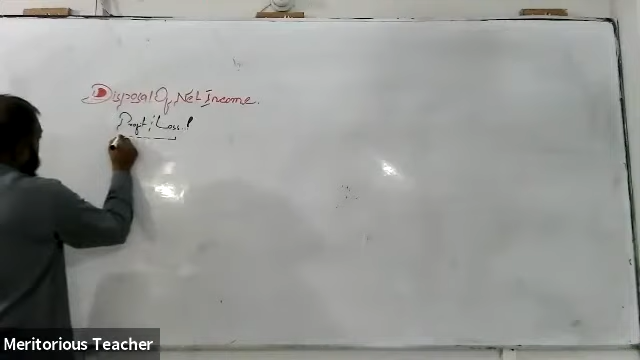 Disposal Of Net Income.
Profit ; Loss..!
Meritorious Teacher